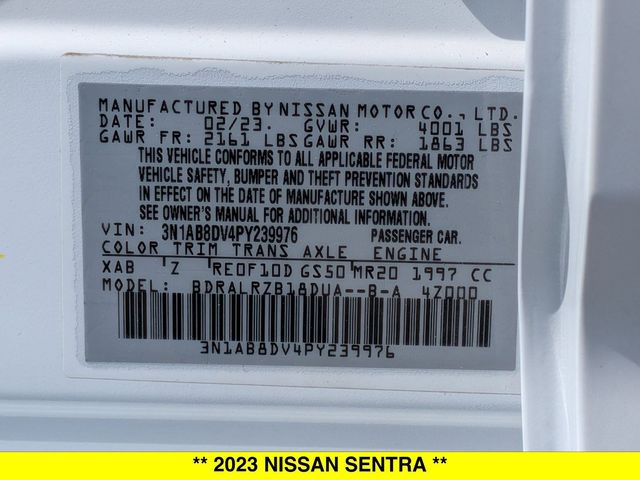 MANUFACTURED BY NISSAN MOTOR CO., LTD.
DATE: 02/23. GVWR: 4001 LBS
GAWR FR: 2161 LBS GAWR RR: 1863 LBS
THIS VEHICLE CONFORMS TO ALL APPLICABLE FEDERAL MOTOR
VEHICLE SAFETY, BUMPER AND THEFT PREVENTION STANDARDS
IN EFFECT ON THE DATE OF MANUFACTURE SHOWN ABOVE.
SEE OWNER'S MANUAL FOR ADDITIONAL INFORMATION
VIN: 3N1AB8DV4PY239976 PASSENGER CAR.
COLOR TRIM TRANS AXLE ENGINE
XAB Z RE0F10D GS50 MR20 1997 CC
MODEL: BDRALRZB18DUA--B-A 4Z000
3N1AB8DV4PY239976
** 2023 NISSAN SENTRA **